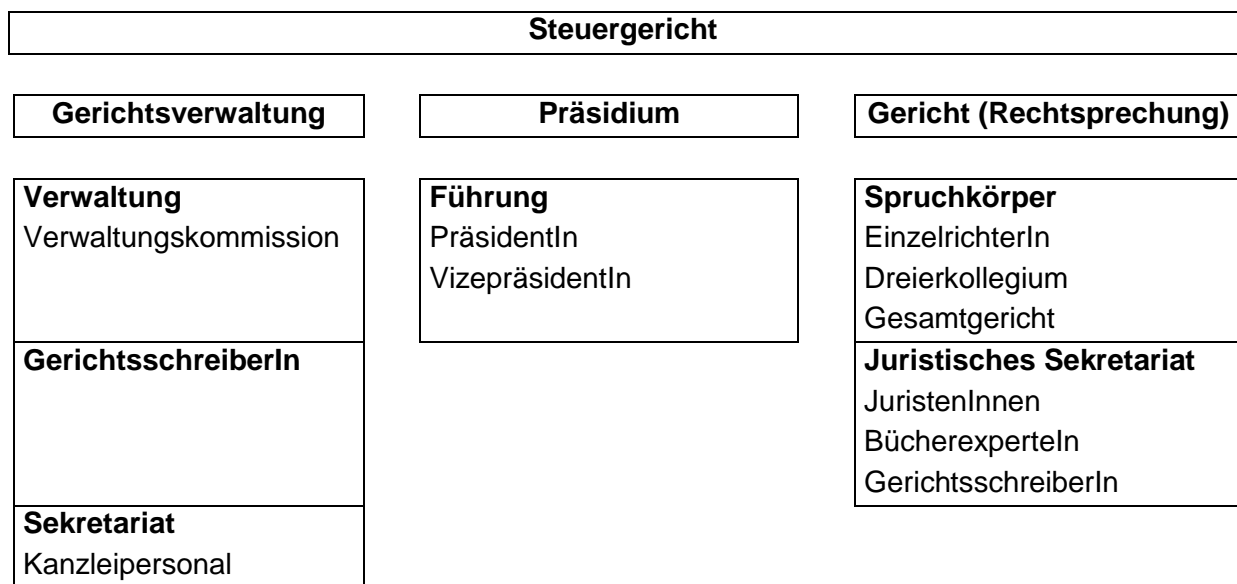 Steuergericht
Gerichtsverwaltung
Präsidium
Gericht (Rechtsprechung)
Verwaltung
Verwaltungskommission
GerichtsschreiberIn
Sekretariat
Kanzleipersonal
Führung
PräsidentIn
VizepräsidentIn
Spruchkörper
EinzelrichterIn
Dreierkollegium
Gesamtgericht
Juristisches Sekretariat
JuristenInnen
BücherexperteIn
GerichtsschreiberIn